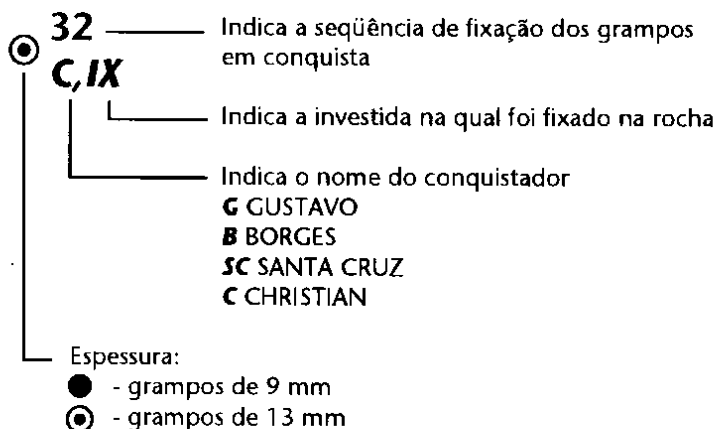 32
Indica a seqüência de fixação dos grampos
em conquista
C, IX
Indica a investida na qual foi fixado na rocha
Indica o nome do conquistador
G GUSTAVO
B BORGES
SC SANTA CRUZ
C CHRISTIAN
Espessura:
- grampos de 9 mm
- grampos de 13 mm